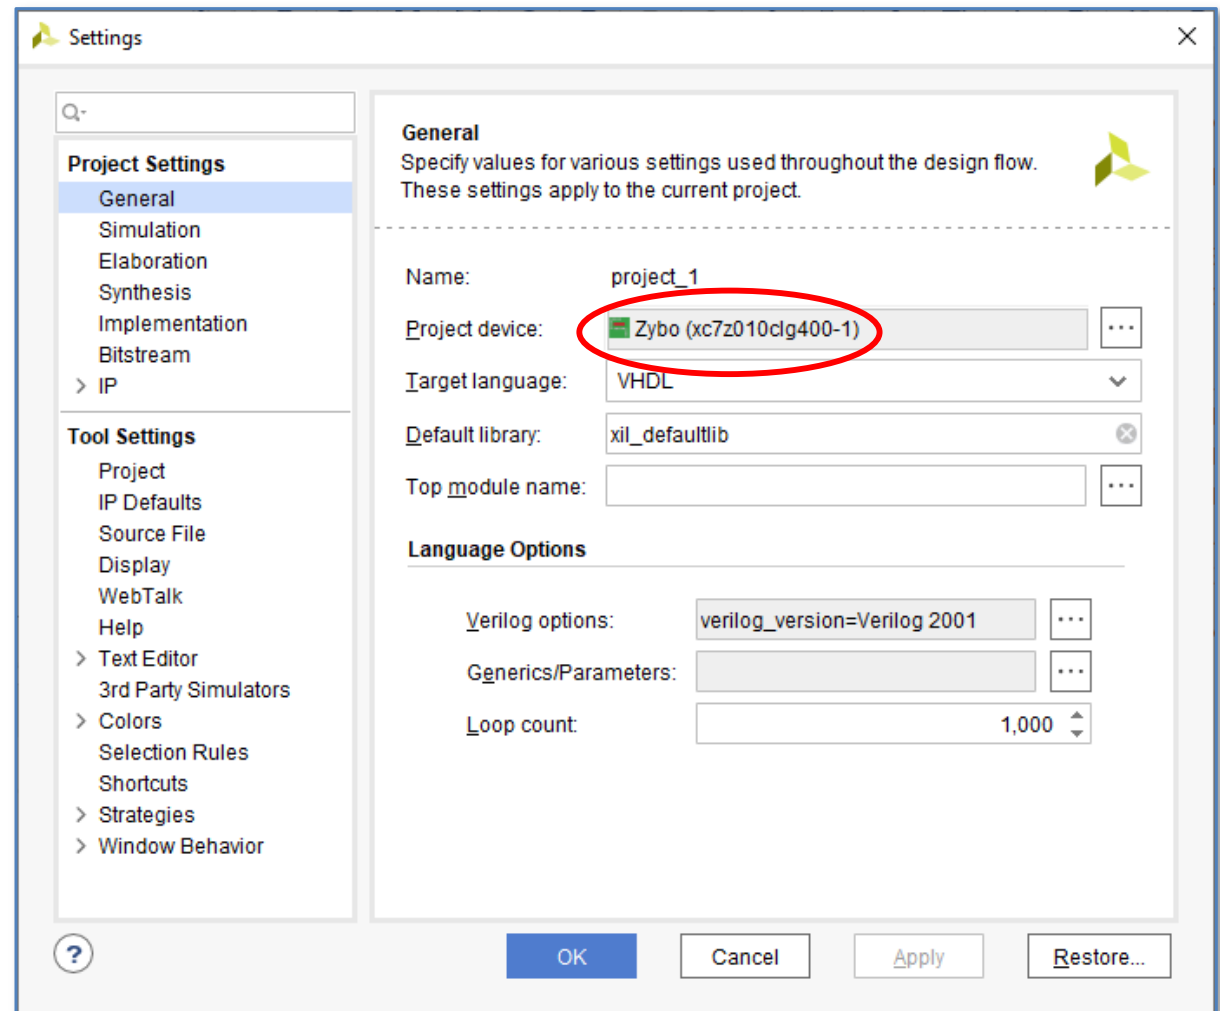 Settings
Project Settings
General
Simulation
Elaboration
Synthesis
Implementation
Bitstream
IP
Tool Settings
Project
IP Defaults
Source File
Display
WebTalk
Help
Text Editor
3rd Party Simulators
Colors
Selection Rules
Shortcuts
Strategies
Window Behavior
General
Specify values for various settings used throughout the design flow.
These settings apply to the current project.
Name: project_1
Project device: Zybo (xc7z010clg400-1) ...
Target language: VHDL
Default library: xil_defaultlib
Top module name: ...
Language Options
Verilog options: verilog_version=Verilog 2001 ...
Generics/Parameters: ...
Loop count: 1,000
? OK Cancel Apply Restore...